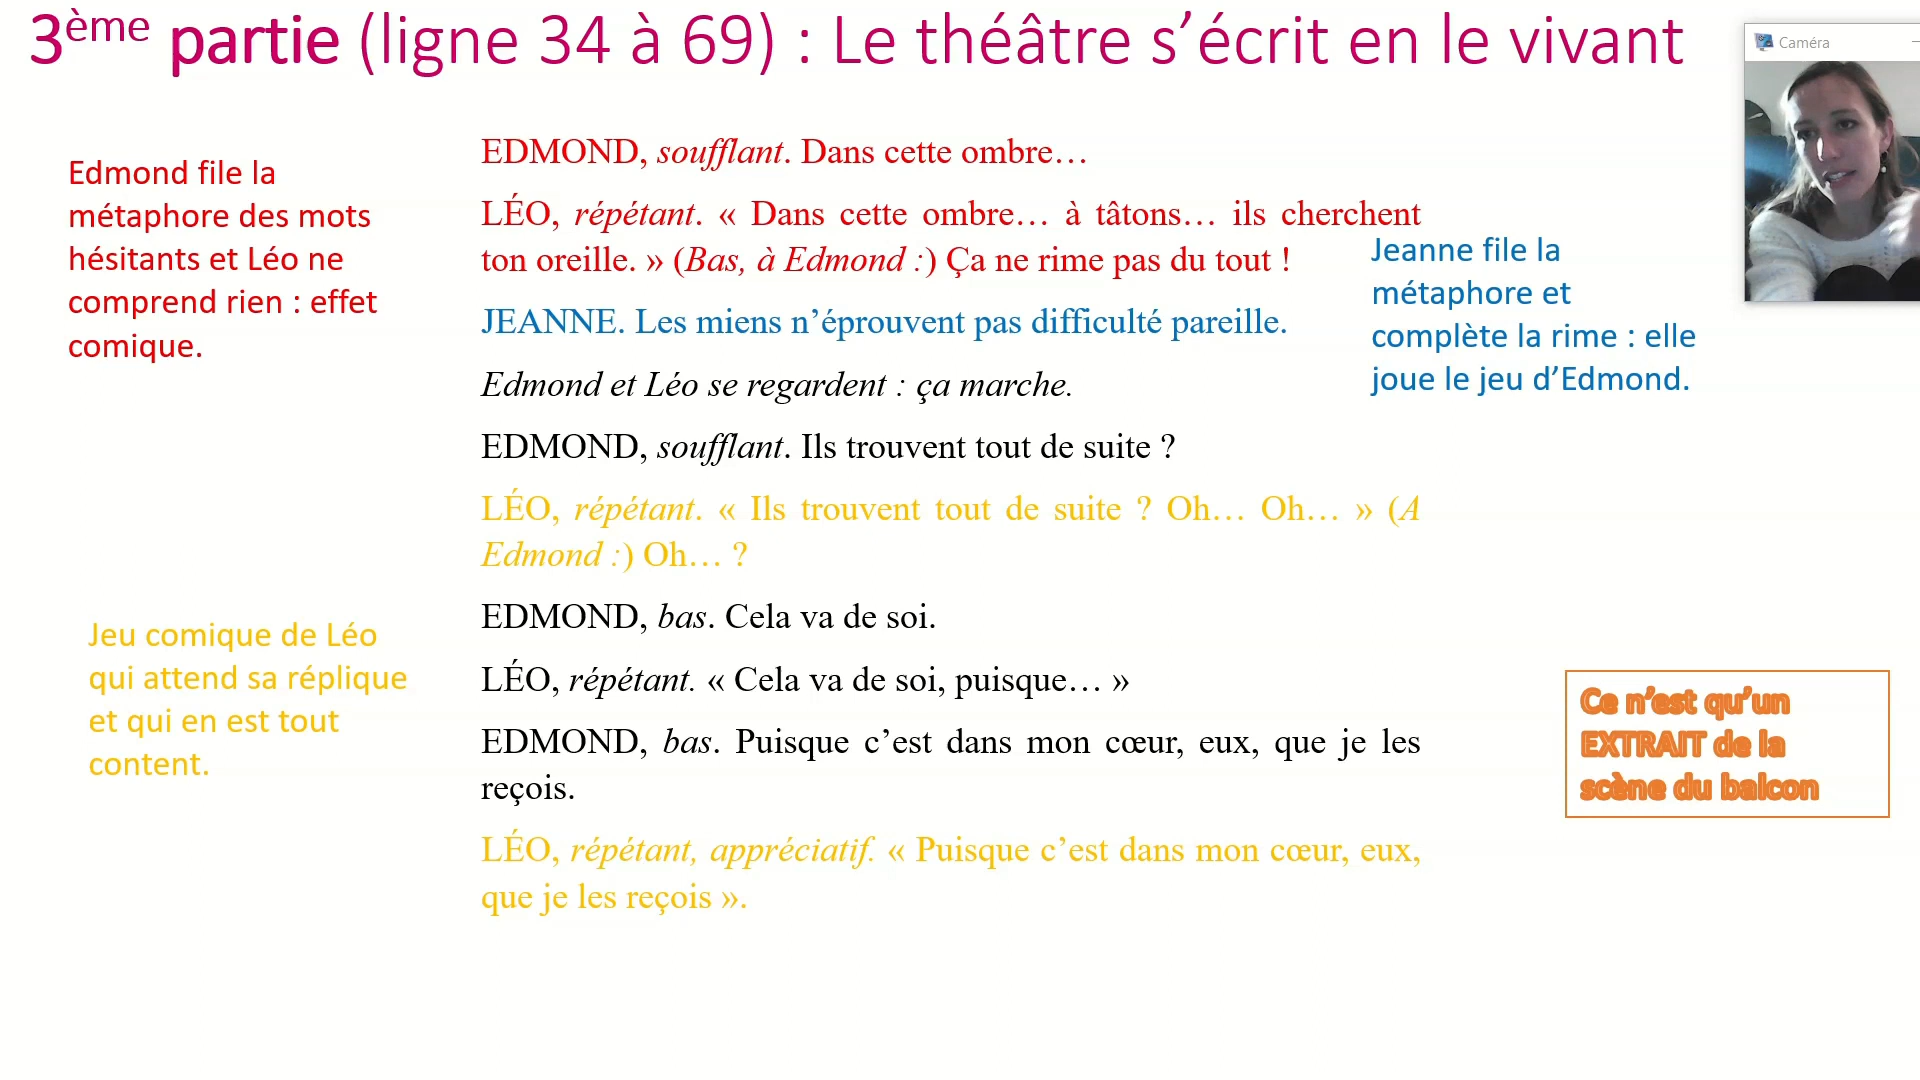 3ème partie (ligne 34 à 69) : Le théâtre s’écrit en le vivant
Caméra
Edmond file la
métaphore des mots
hésitants et Léo ne
comprend rien : effet
comique.
EDMOND, soufflant. Dans cette ombre…
LÉO, répétant. « Dans cette ombre… à tâtons… ils cherchent
ton oreille. » (Bas, à Edmond :) Ça ne rime pas du tout !
JEANNE. Les miens n’éprouvent pas difficulté pareille.
Edmond et Léo se regardent : ça marche.
EDMOND, soufflant. Ils trouvent tout de suite ?
LÉO, répétant. « Ils trouvent tout de suite ? Oh… Oh… » (A
Edmond :) Oh… ?
EDMOND, bas. Cela va de soi.
LÉO, répétant. « Cela va de soi, puisque… »
EDMOND, bas. Puisque c’est dans mon cœur, eux, que je les
reçois.
LÉO, répétant, appréciatif. « Puisque c’est dans mon cœur, eux,
que je les reçois ».
Jeanne file la
métaphore et
complète la rime : elle
joue le jeu d’Edmond.
Jeu comique de Léo
qui attend sa réplique
et qui en est tout
content.
Ce n’est qu’un
EXTRAIT de la
scène du balcon